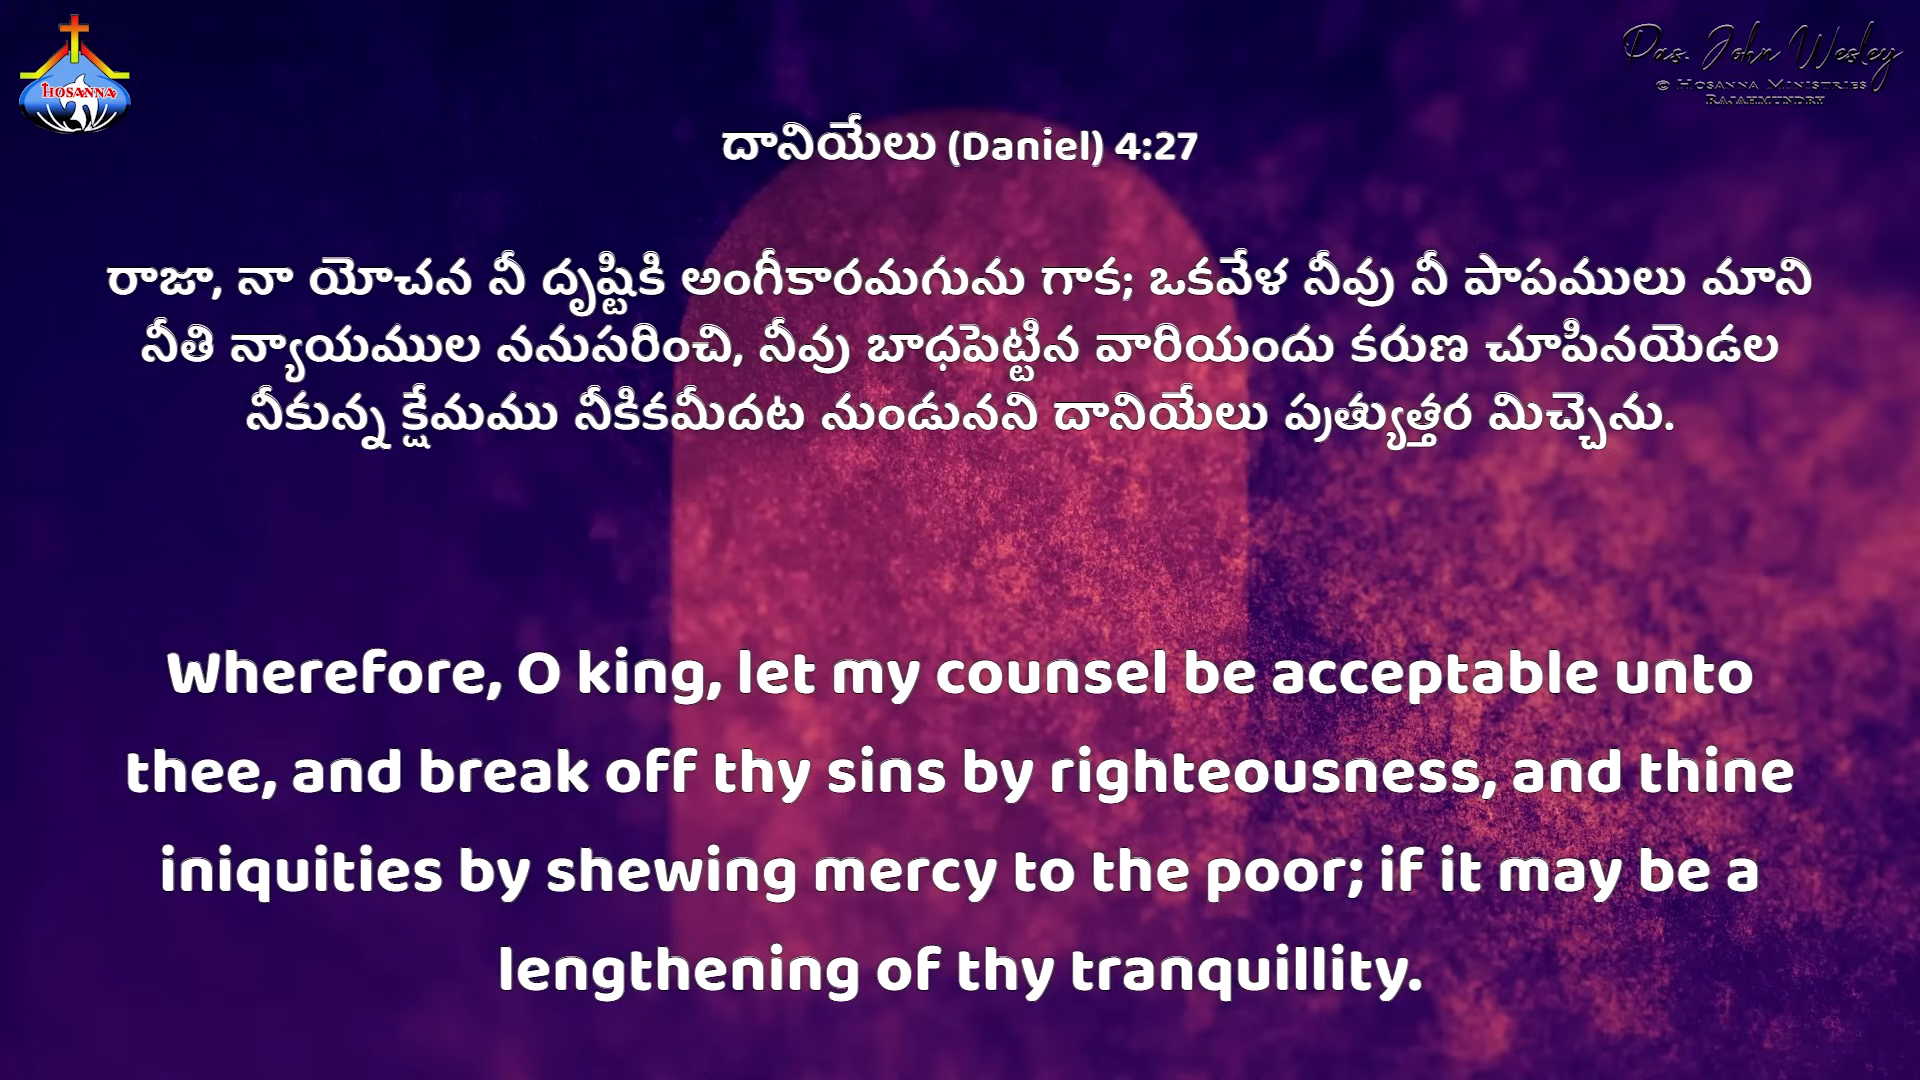 HOSANNA
Das. John Wesley
© Hosanna Ministries
Rajahmundry
దానియేలు (Daniel) 4:27
రాజా, నా యోచన నీ దృష్టికి అంగీకారమగును గాక; ఒకవేళ నీవు నీ పాపములు మాని
నీతి న్యాయముల ననుసరించి, నీవు బాధపెట్టిన వారియందు కరుణ చూపినయెడల
నీకున్న క్షేమము నీకికమీదట నుండునని దానియేలు ప్రత్యుత్తర మిచ్చెను.
Wherefore, O king, let my counsel be acceptable unto
thee, and break off thy sins by righteousness, and thine
iniquities by shewing mercy to the poor; if it may be a
lengthening of thy tranquillity.